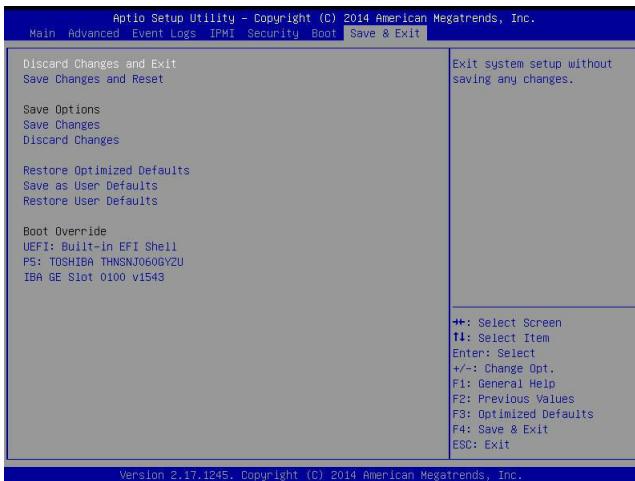 Aptio Setup Utility – Copyright (C) 2014 American Megatrends, Inc.
Main Advanced Event Logs IPMI Security Boot Save & Exit
Discard Changes and Exit
Save Changes and Reset
Save Options
Save Changes
Discard Changes
Restore Optimized Defaults
Save as User Defaults
Restore User Defaults
Boot Override
UEFI: Built-in EFI Shell
P5: TOSHIBA THNSNJ060GYZU
IBA GE Slot 0100 v1543
Exit system setup without
saving any changes.
→←: Select Screen
↑↓: Select Item
Enter: Select
+/-: Change Opt.
F1: General Help
F2: Previous Values
F3: Optimized Defaults
F4: Save & Exit
ESC: Exit
Version 2.17.1245. Copyright (C) 2014 American Megatrends, Inc.